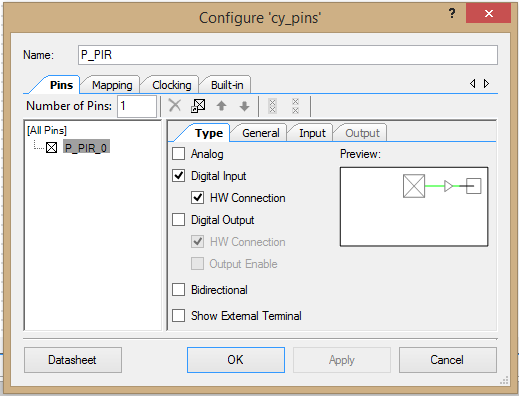 Configure 'cy_pins'
?
Name: P_PIR
Pins Mapping Clocking Built-in
Number of Pins: 1
[All Pins]
P_PIR_0
Type General Input Output
Analog
Preview:
Digital Input
HW Connection
Digital Output
HW Connection
Output Enable
Bidirectional
Show External Terminal
Datasheet OK Apply Cancel